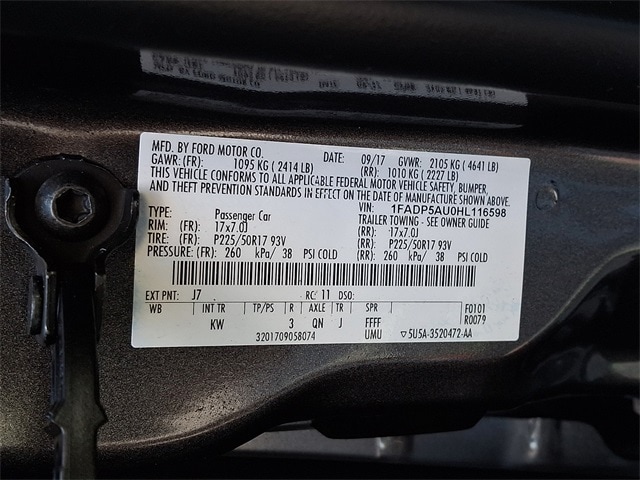 MFD. BY FORD MOTOR CO.
DATE: 09/17 GVWR: 2105 KG ( 4641 LB)
GAWR: (FR): 1095 KG ( 2414 LB) (RR): 1010 KG ( 2227 LB)
THIS VEHICLE CONFORMS TO ALL APPLICABLE FEDERAL MOTOR VEHICLE SAFETY, BUMPER,
AND THEFT PREVENTION STANDARDS IN EFFECT ON THE DATE OF MANUFACTURE SHOWN ABOVE.
VIN: 1FADP5AU0HL116598
TYPE: Passenger Car TRAILER TOWING - SEE OWNER GUIDE
RIM: (FR): 17x7.0J (RR): 17x7.0J
TIRE: (FR): P225/50R17 93V (RR): P225/50R17 93V
PRESSURE: (FR): 260 kPa/ 38 PSI COLD (RR): 260 kPa/ 38 PSI COLD
EXT PNT: J7 RC: 11 DSO: F0101
WB INT TR TP/PS R AXLE TR SPR R0079
KW 3 QN J FFFF
3201709058074 UMU ▽5U5A-3520472-AA